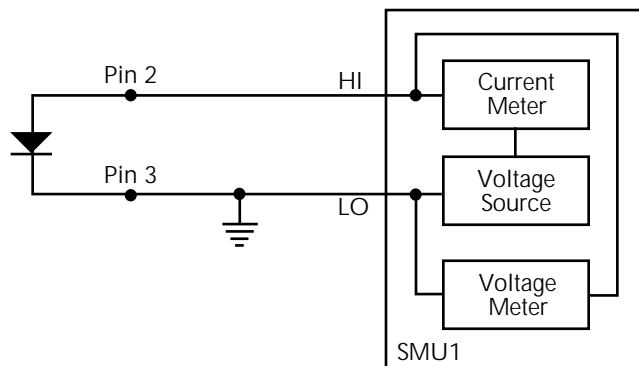 Pin 2
HI
Current
Meter
Pin 3
LO
Voltage
Source
Voltage
Meter
SMU1